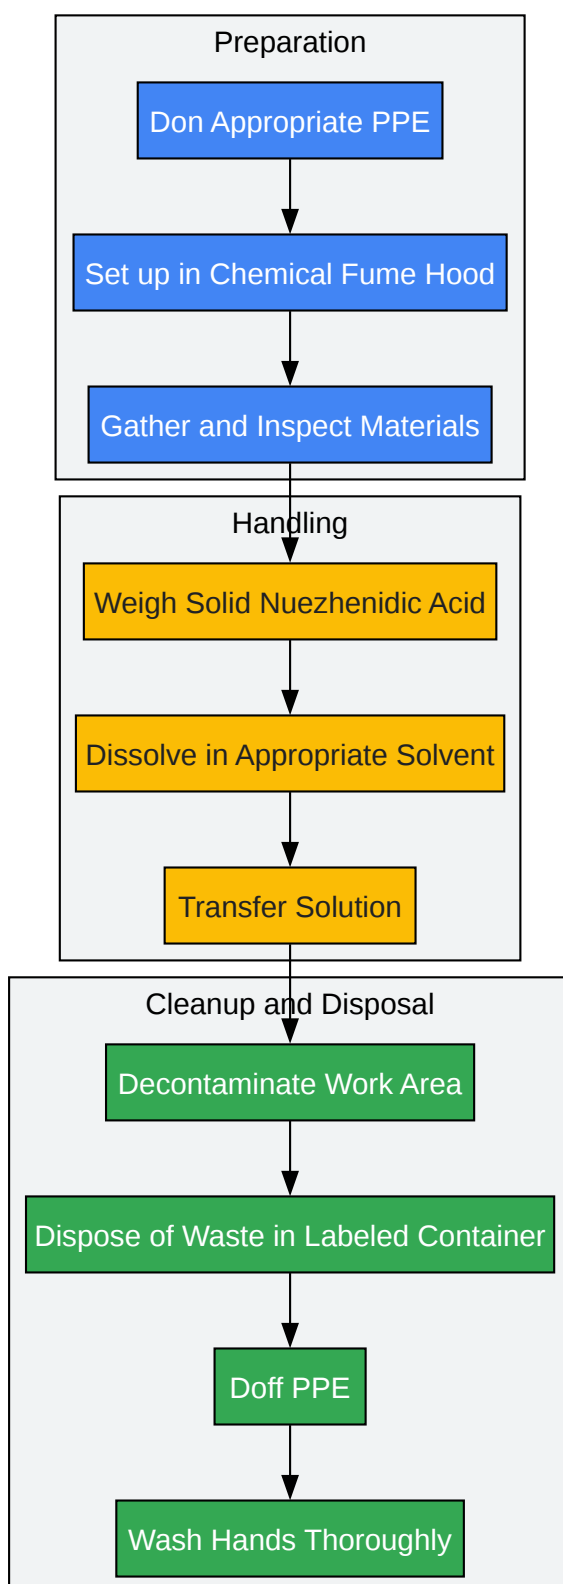 Preparation
Don Appropriate PPE
Set up in Chemical Fume Hood
Gather and Inspect Materials
Handling
Weigh Solid Nuezhenidic Acid
Dissolve in Appropriate Solvent
Transfer Solution
Cleanup and Disposal
Decontaminate Work Area
Dispose of Waste in Labeled Container
Doff PPE
Wash Hands Thoroughly